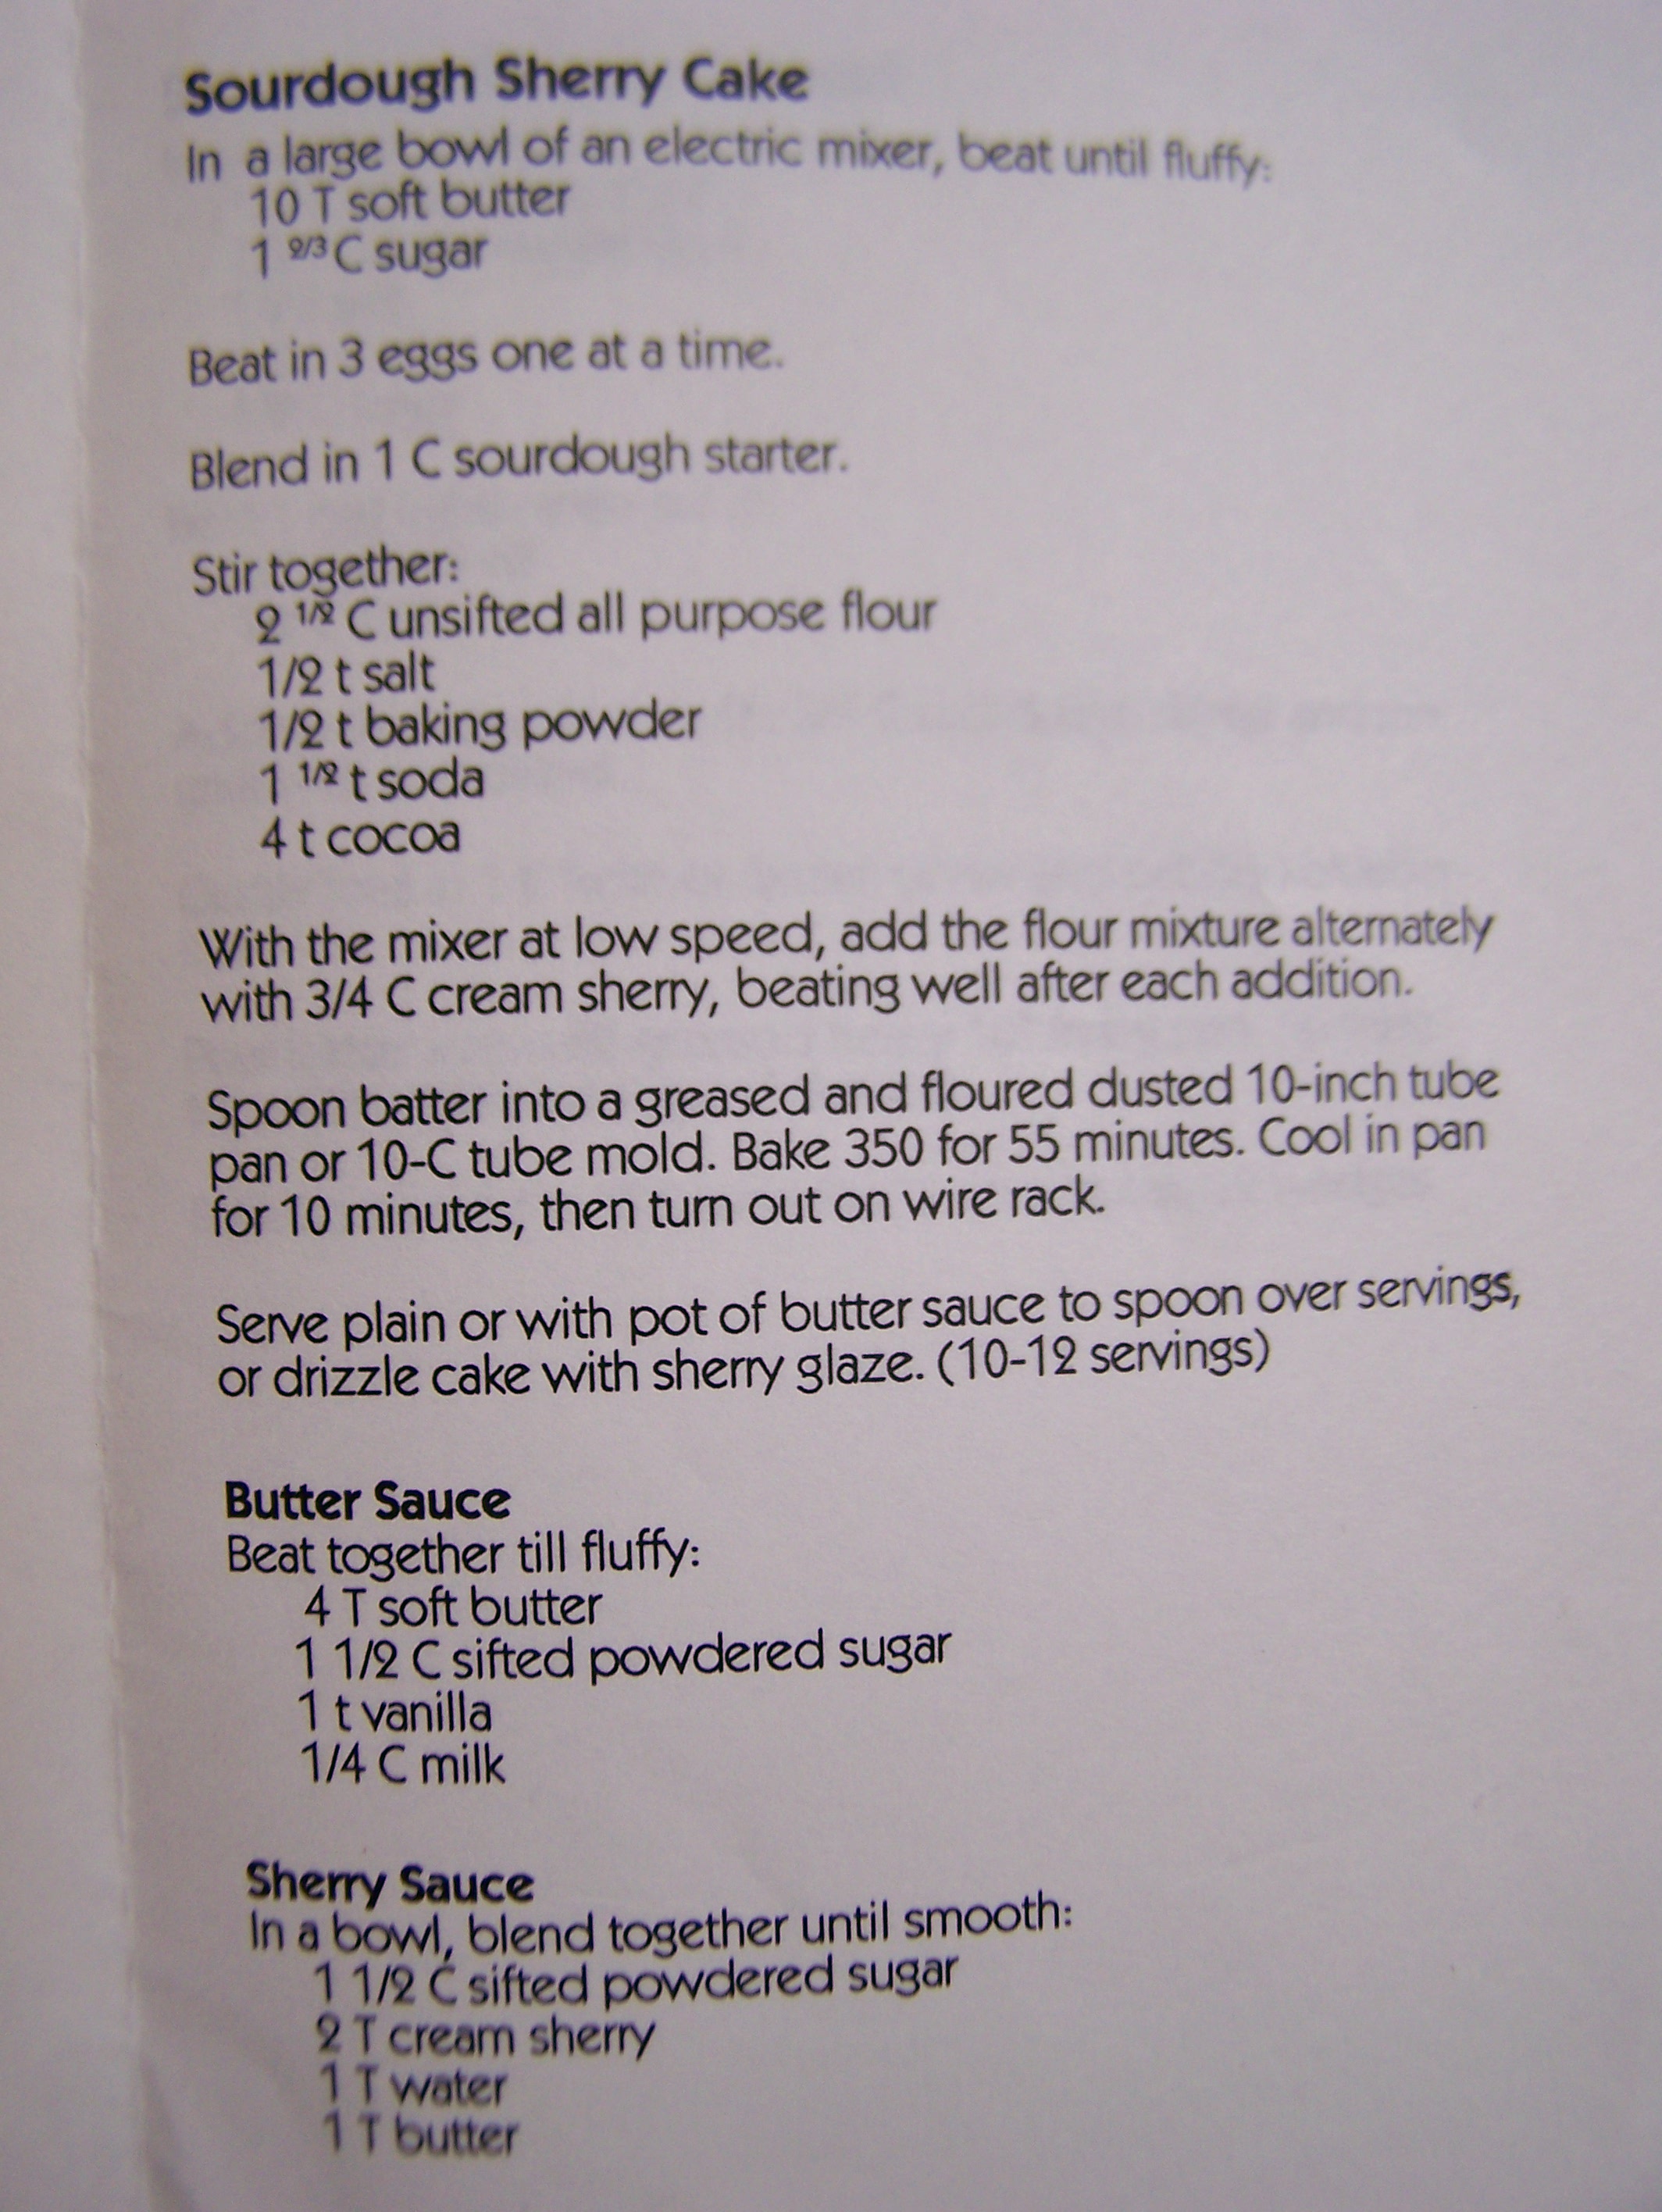 Sourdough Sherry Cake
In a large bowl of an electric mixer, beat until fluffy:
10 T soft butter
1 2/3 C sugar
Beat in 3 eggs one at a time.
Blend in 1 C sourdough starter.
Stir together:
2 1/2 C unsifted all purpose flour
1/2 t salt
1/2 t baking powder
1 1/2 t soda
4 t cocoa
With the mixer at low speed, add the flour mixture alternately
with 3/4 C cream sherry, beating well after each addition.
Spoon batter into a greased and floured dusted 10-inch tube
pan or 10-C tube mold. Bake 350 for 55 minutes. Cool in pan
for 10 minutes, then turn out on wire rack.
Serve plain or with pot of butter sauce to spoon over servings,
or drizzle cake with sherry glaze. (10-12 servings)
Butter Sauce
Beat together till fluffy:
4 T soft butter
1 1/2 C sifted powdered sugar
1 t vanilla
1/4 C milk
Sherry Sauce
In a bowl, blend together until smooth:
1 1/2 C sifted powdered sugar
2 T cream sherry
1 T water
1 T butter